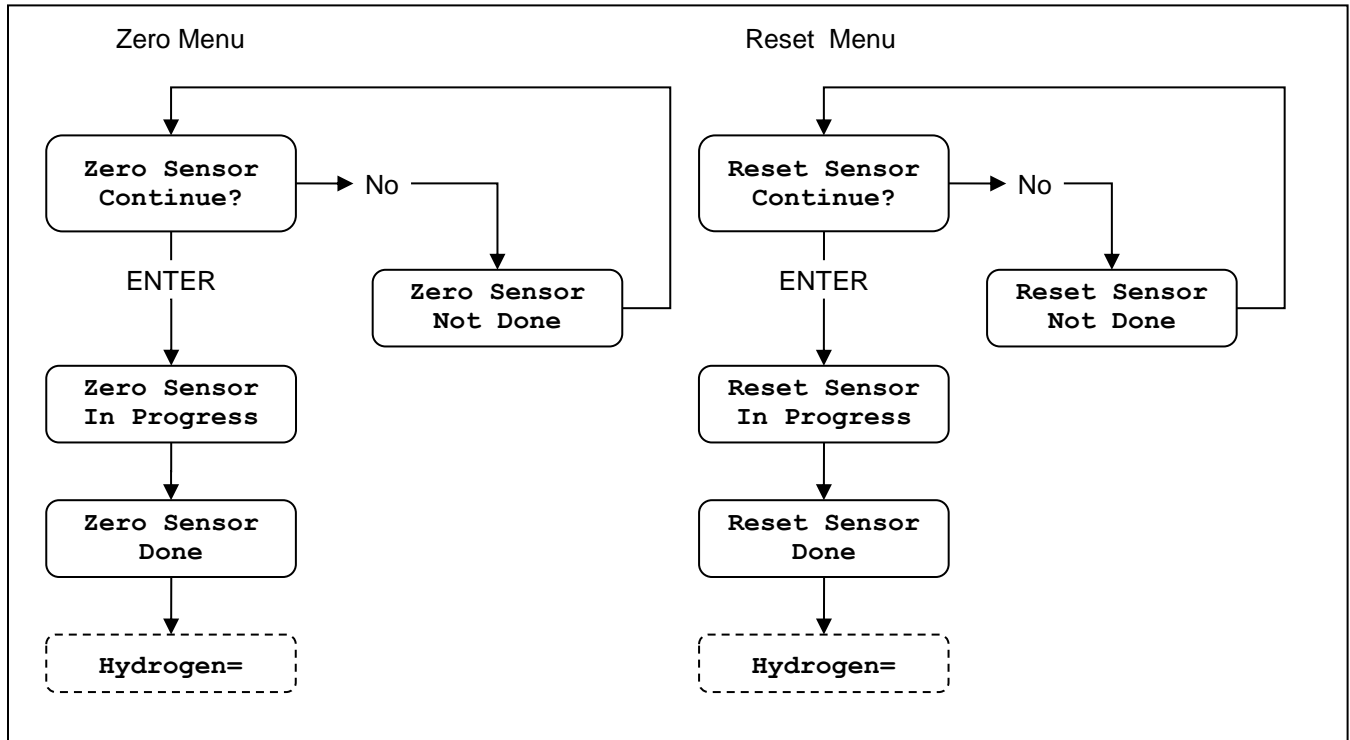 Zero Menu
Zero Sensor
Continue?
No
ENTER
Zero Sensor
Not Done
Zero Sensor
In Progress
Zero Sensor
Done
Hydrogen=
Reset Menu
Reset Sensor
Continue?
No
ENTER
Reset Sensor
Not Done
Reset Sensor
In Progress
Reset Sensor
Done
Hydrogen=